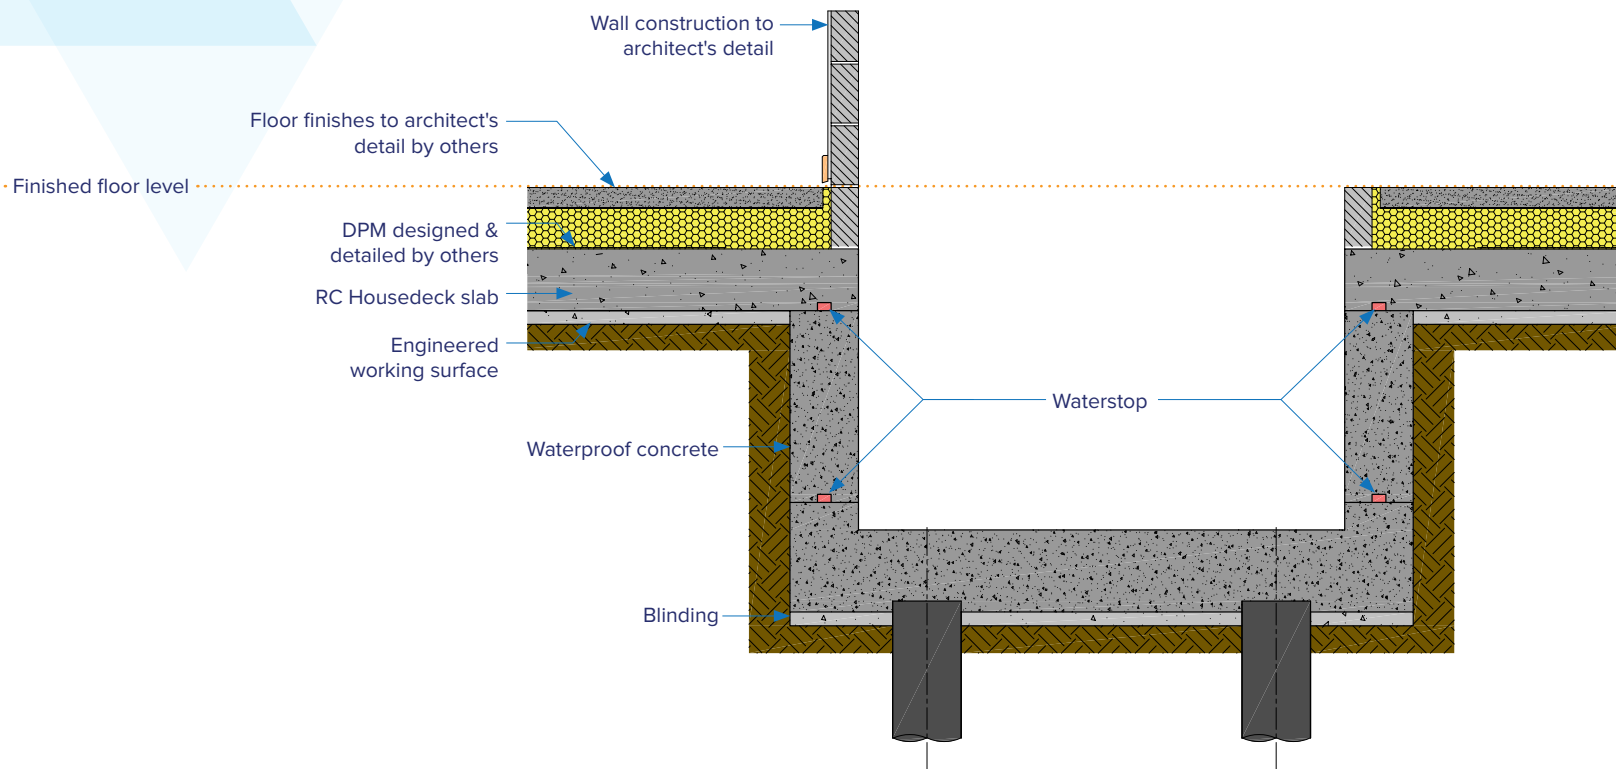 Wall construction to
architect's detail
Floor finishes to architect's
detail by others
Finished floor level
DPM designed &
detailed by others
RC Housedeck slab
Engineered
working surface
Waterstop
Waterproof concrete
Blinding